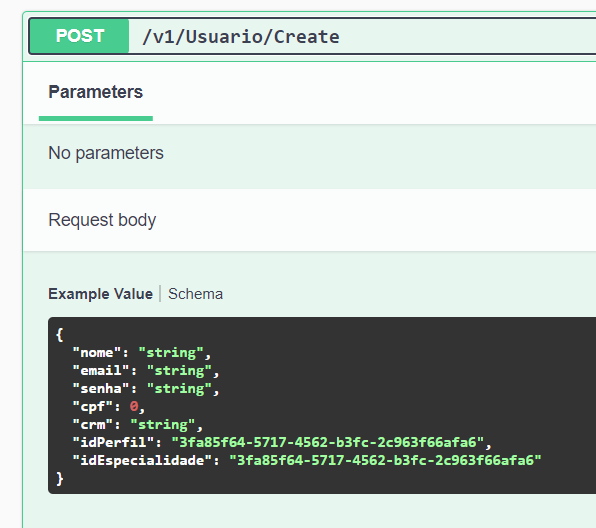 POST /v1/Usuario/Create
Parameters
No parameters
Request body
Example Value | Schema
{
  "nome": "string",
  "email": "string",
  "senha": "string",
  "cpf": 0,
  "crm": "string",
  "idPerfil": "3fa85f64-5717-4562-b3fc-2c963f66afa6",
  "idEspecialidade": "3fa85f64-5717-4562-b3fc-2c963f66afa6"
}